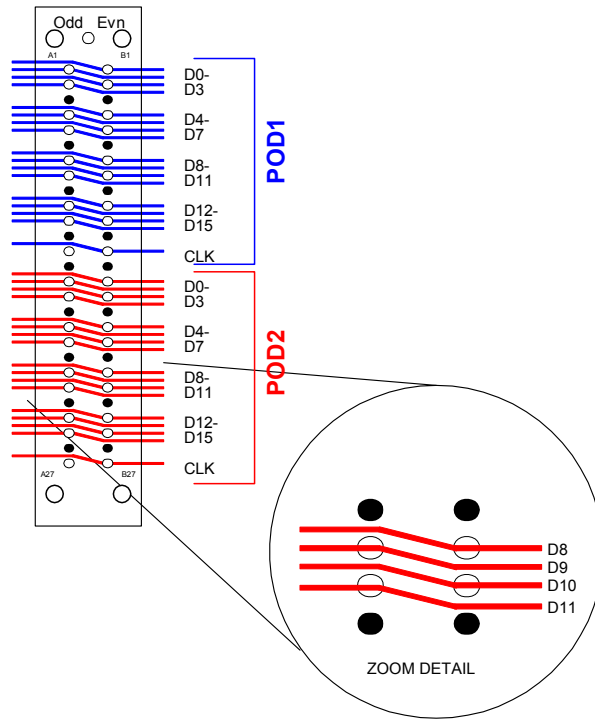 Odd Evn
A1 B1
D0-
D3
D4-
D7
D8-
D11
D12-
D15
CLK
POD1
D0-
D3
D4-
D7
D8-
D11
D12-
D15
CLK
POD2
A27 B27
D8
D9
D10
D11
ZOOM DETAIL